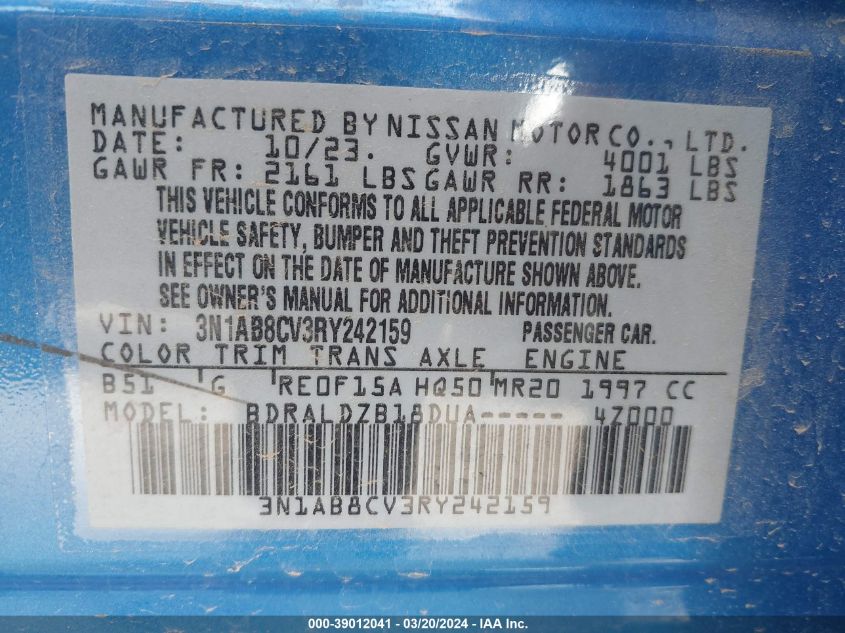 MANUFACTURED BY NISSAN MOTOR CO., LTD.
DATE: 10/23. GVWR: 4001 LBS
GAWR FR: 2161 LBS GAWR RR: 1863 LBS
THIS VEHICLE CONFORMS TO ALL APPLICABLE FEDERAL MOTOR
VEHICLE SAFETY, BUMPER AND THEFT PREVENTION STANDARDS
IN EFFECT ON THE DATE OF MANUFACTURE SHOWN ABOVE.
SEE OWNER'S MANUAL FOR ADDITIONAL INFORMATION.
VIN: 3N1AB8CV3RY242159 PASSENGER CAR.
COLOR TRIM TRANS AXLE ENGINE
B51 G RE0F15A HQ50 MR20 1997 CC
MODEL: BDRALDZB18DUA----- 4Z000
3N1AB8CV3RY242159
000-39012041 - 03/20/2024 - IAA Inc.